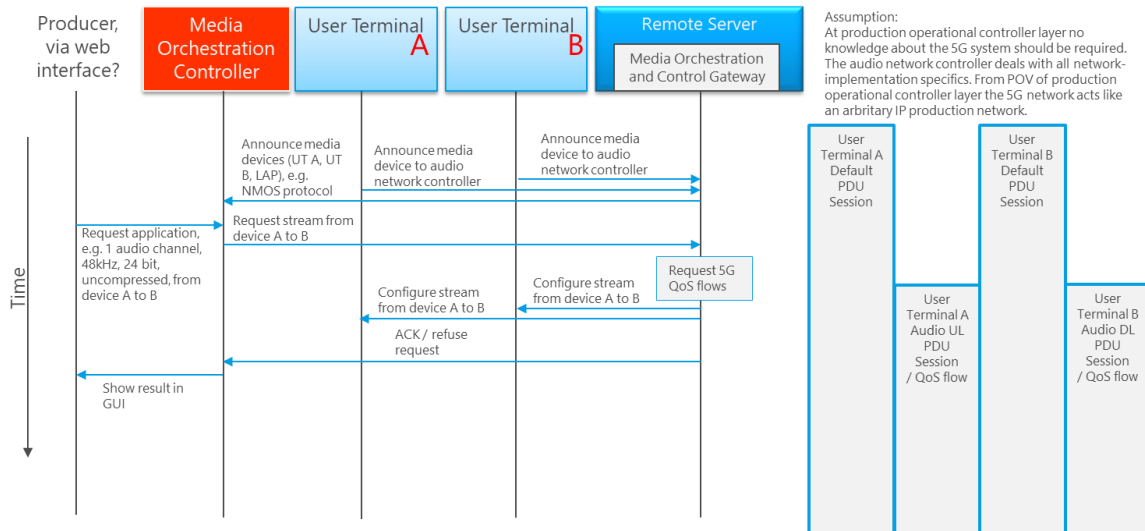 Producer,
via web
interface?
Media
Orchestration
Controller
User Terminal
A
User Terminal
B
Remote Server
Media Orchestration
and Control Gateway
Assumption:
At production operational controller layer no
knowledge about the 5G system should be required.
The audio network controller deals with all network-
implementation specifics. From POV of production
operational controller layer the 5G network acts like
an arbritary IP production network.
Time
Announce media
devices (UT A, UT
B, LAP), e.g.
NMOS protocol
Announce media
device to audio
network controller
Announce media
device to audio
network controller
Request application,
e.g. 1 audio channel,
48kHz, 24 bit,
uncompressed, from
device A to B
Request stream from
device A to B
Request 5G
QoS flows
Configure stream
from device A to B
Configure stream
from device A to B
ACK / refuse
request
Show result in
GUI
User
Terminal A
Default
PDU
Session
User
Terminal A
Audio UL
PDU
Session
/ QoS flow
User
Terminal B
Default
PDU
Session
User
Terminal B
Audio DL
PDU
Session
/ QoS flow